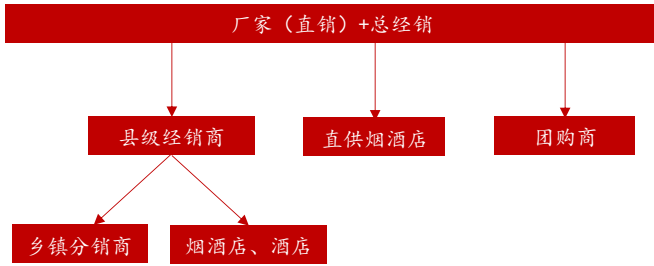 厂家（直销）+总经销
县级经销商
直供烟酒店
团购商
乡镇分销商
烟酒店、酒店